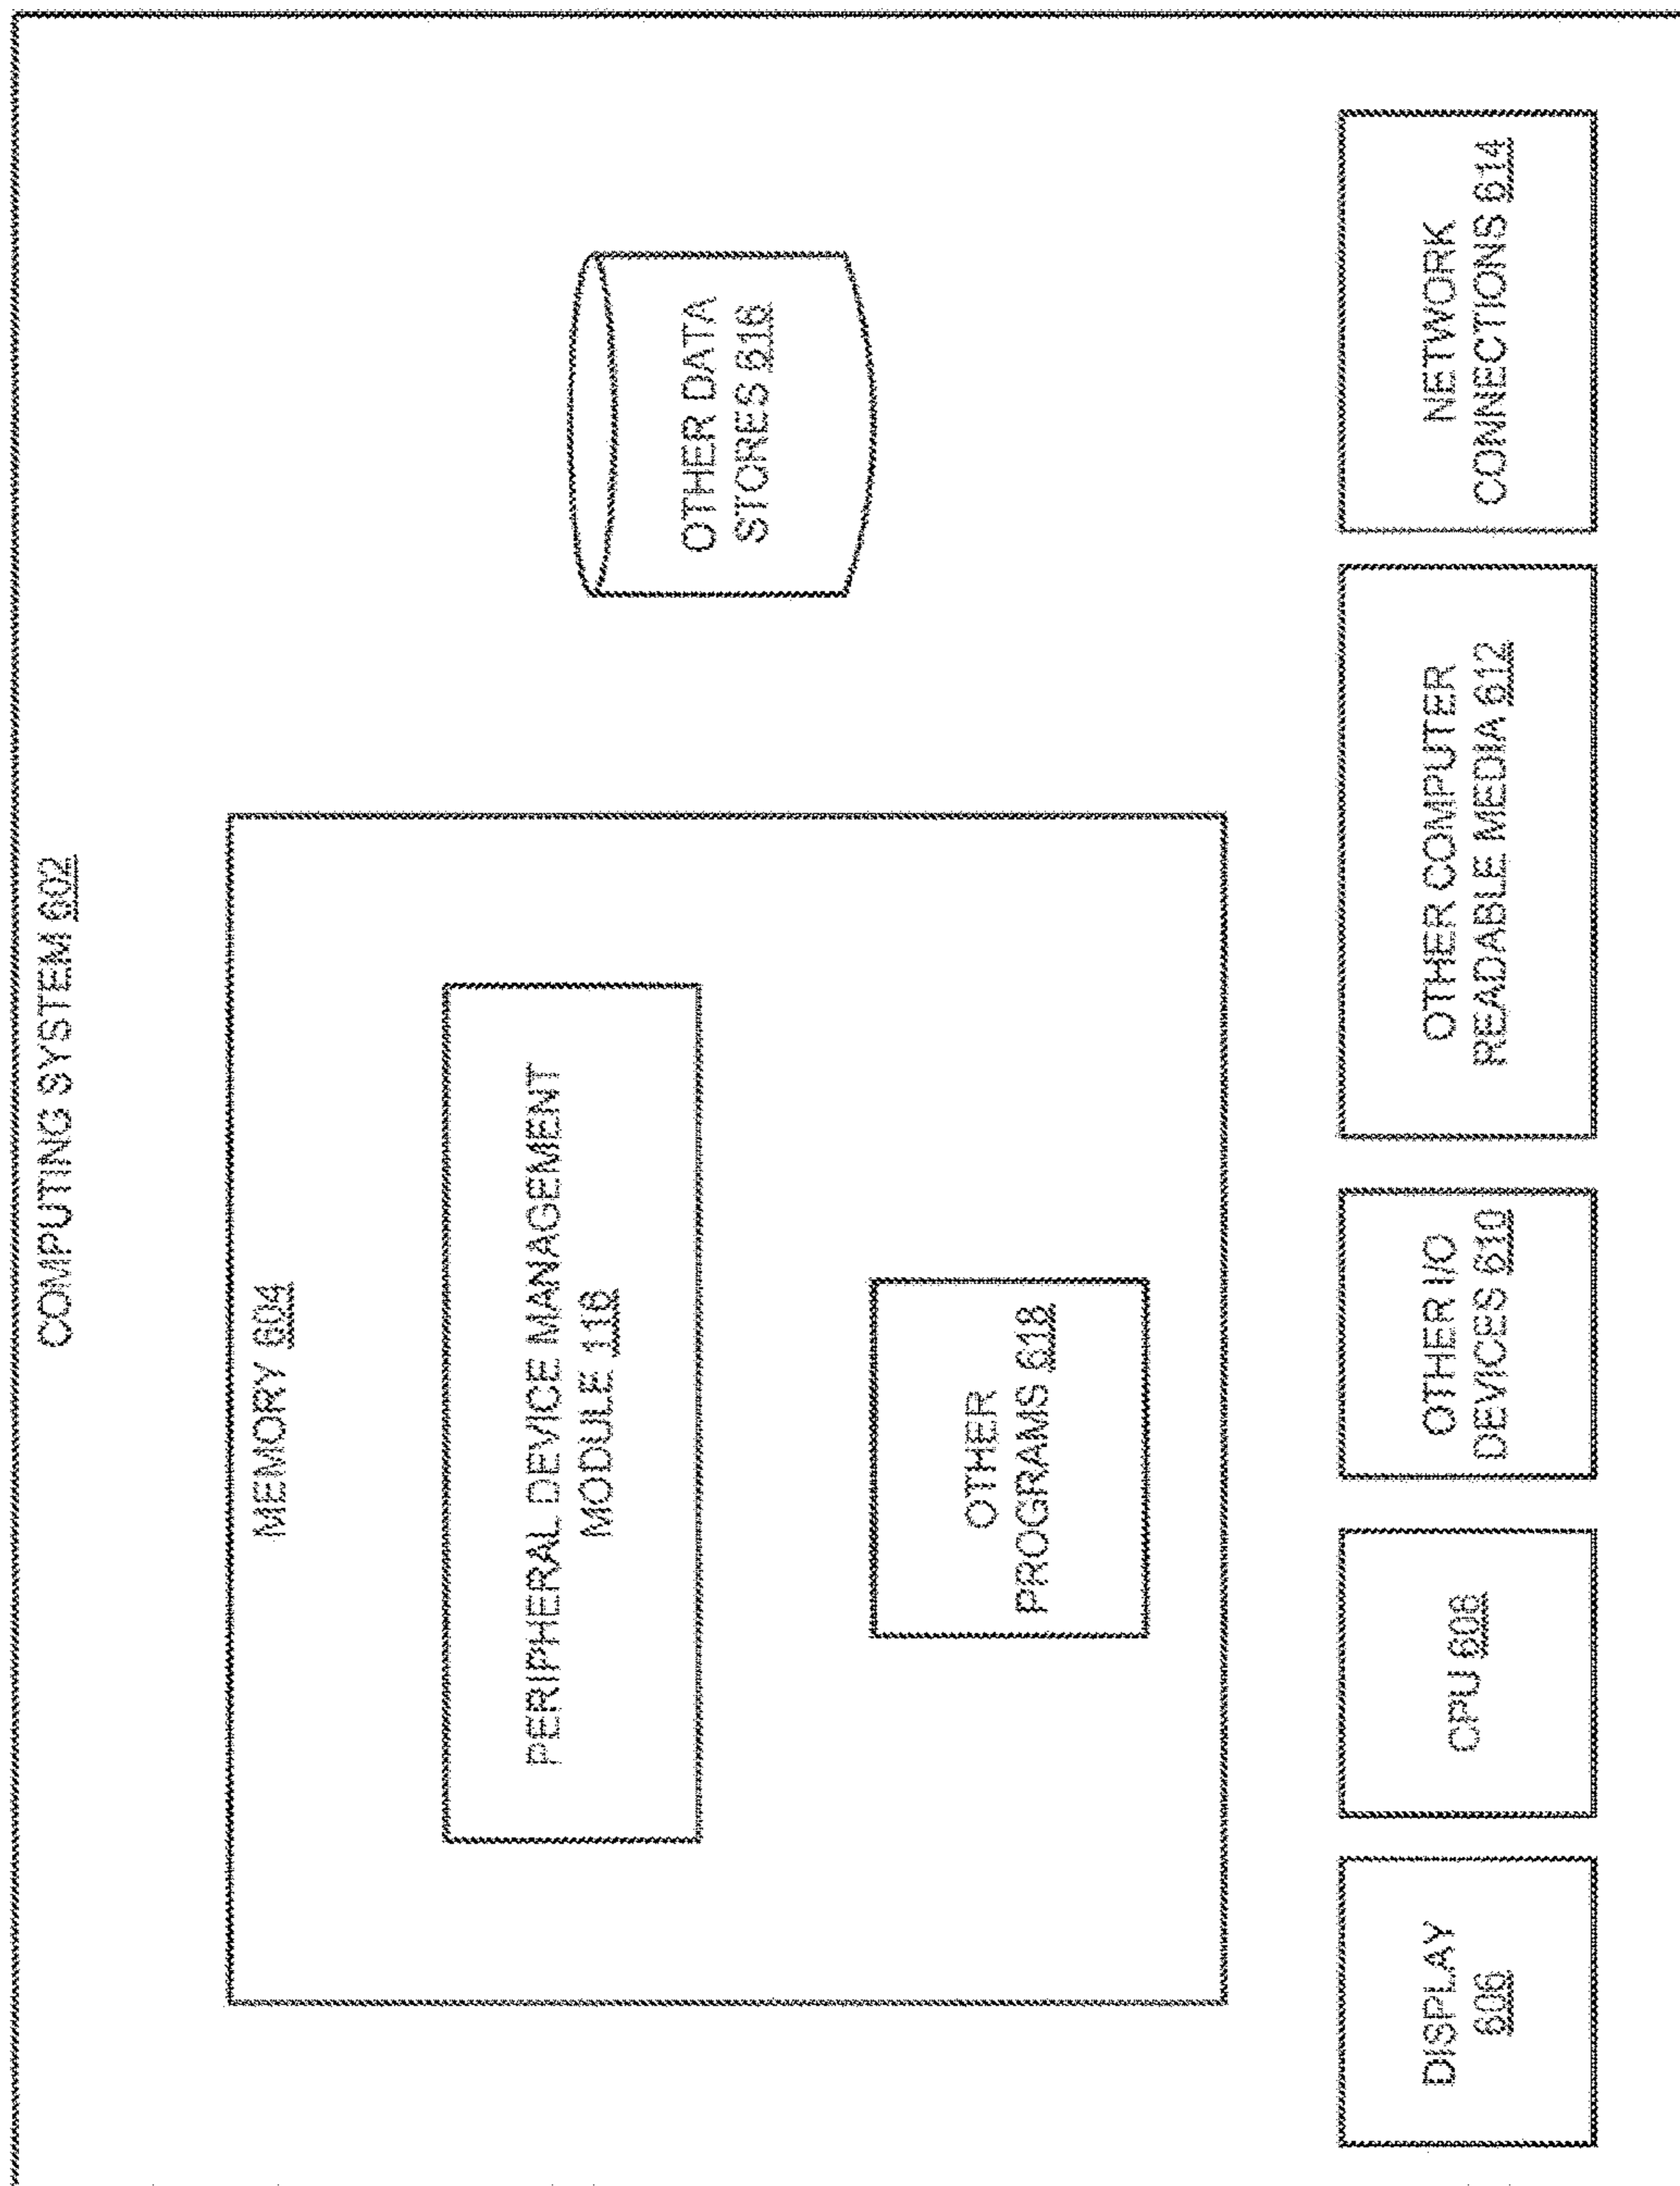 COMPUTING SYSTEM 602
MEMORY 604
PERIPHERAL DEVICE MANAGEMENT
MODULE 116
OTHER
PROGRAMS 618
OTHER DATA
STORES 616
DISPLAY
606
CPU 608
OTHER I/O
DEVICES 610
OTHER COMPUTER
READABLE MEDIA 612
NETWORK
CONNECTIONS 614